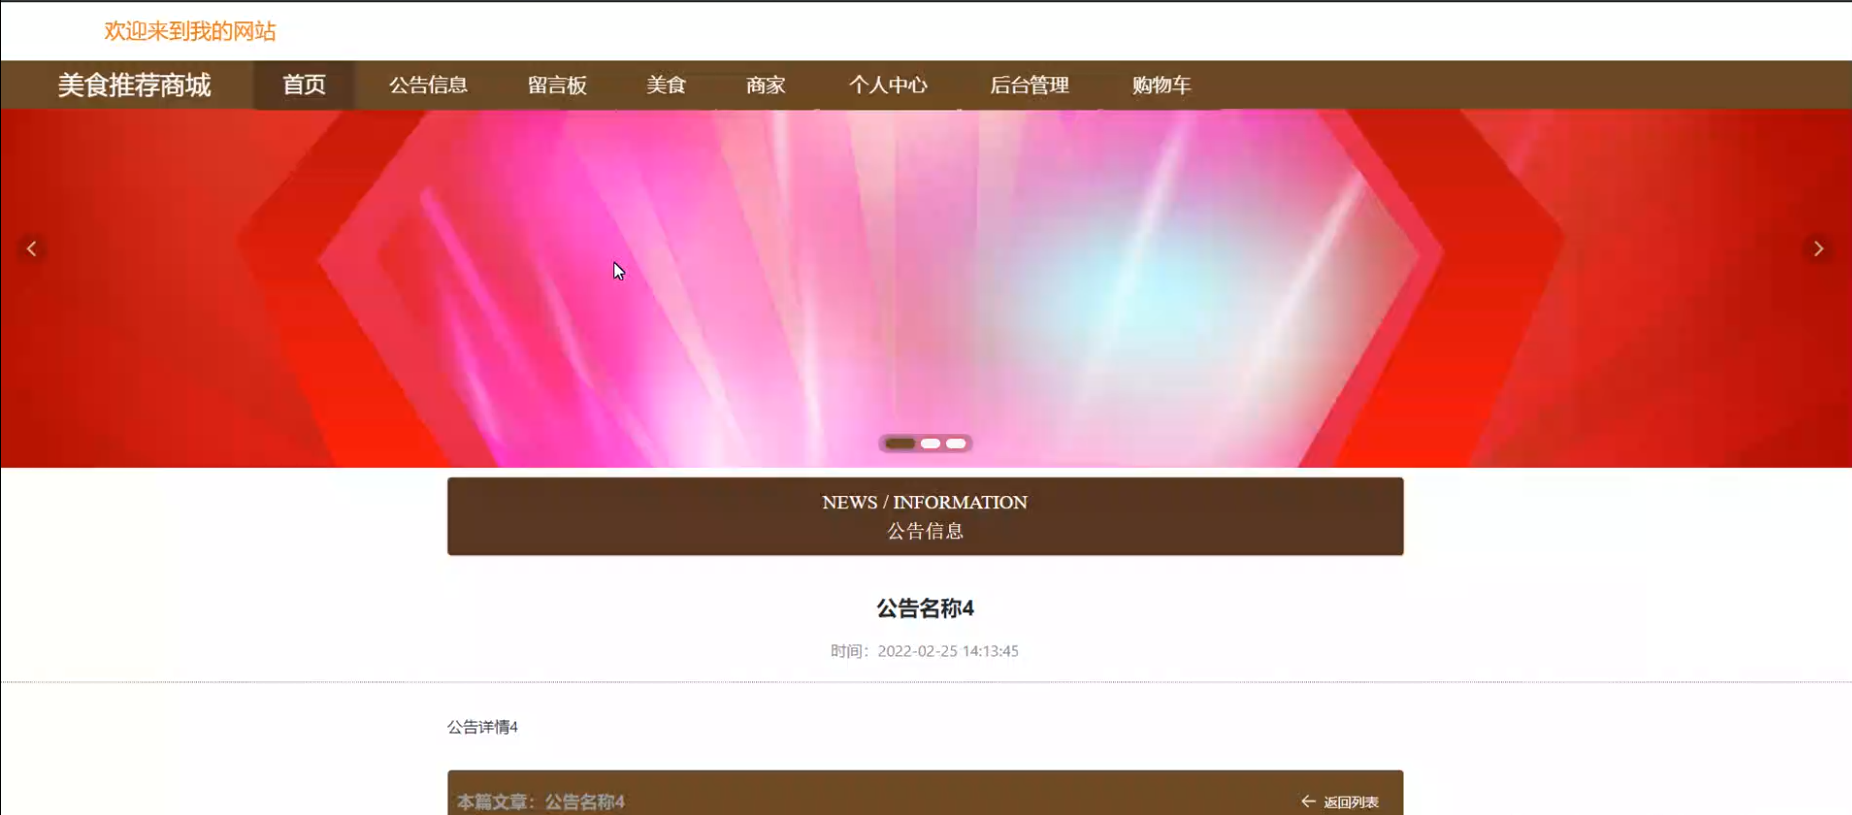 欢迎来到我的网站
美食推荐商城 首页 公告信息 留言板 美食 商家 个人中心 后台管理 购物车
NEWS / INFORMATION
公告信息
公告名称4
时间：2022-02-25 14:13:45
公告详情4
本篇文章：公告名称4 返回列表